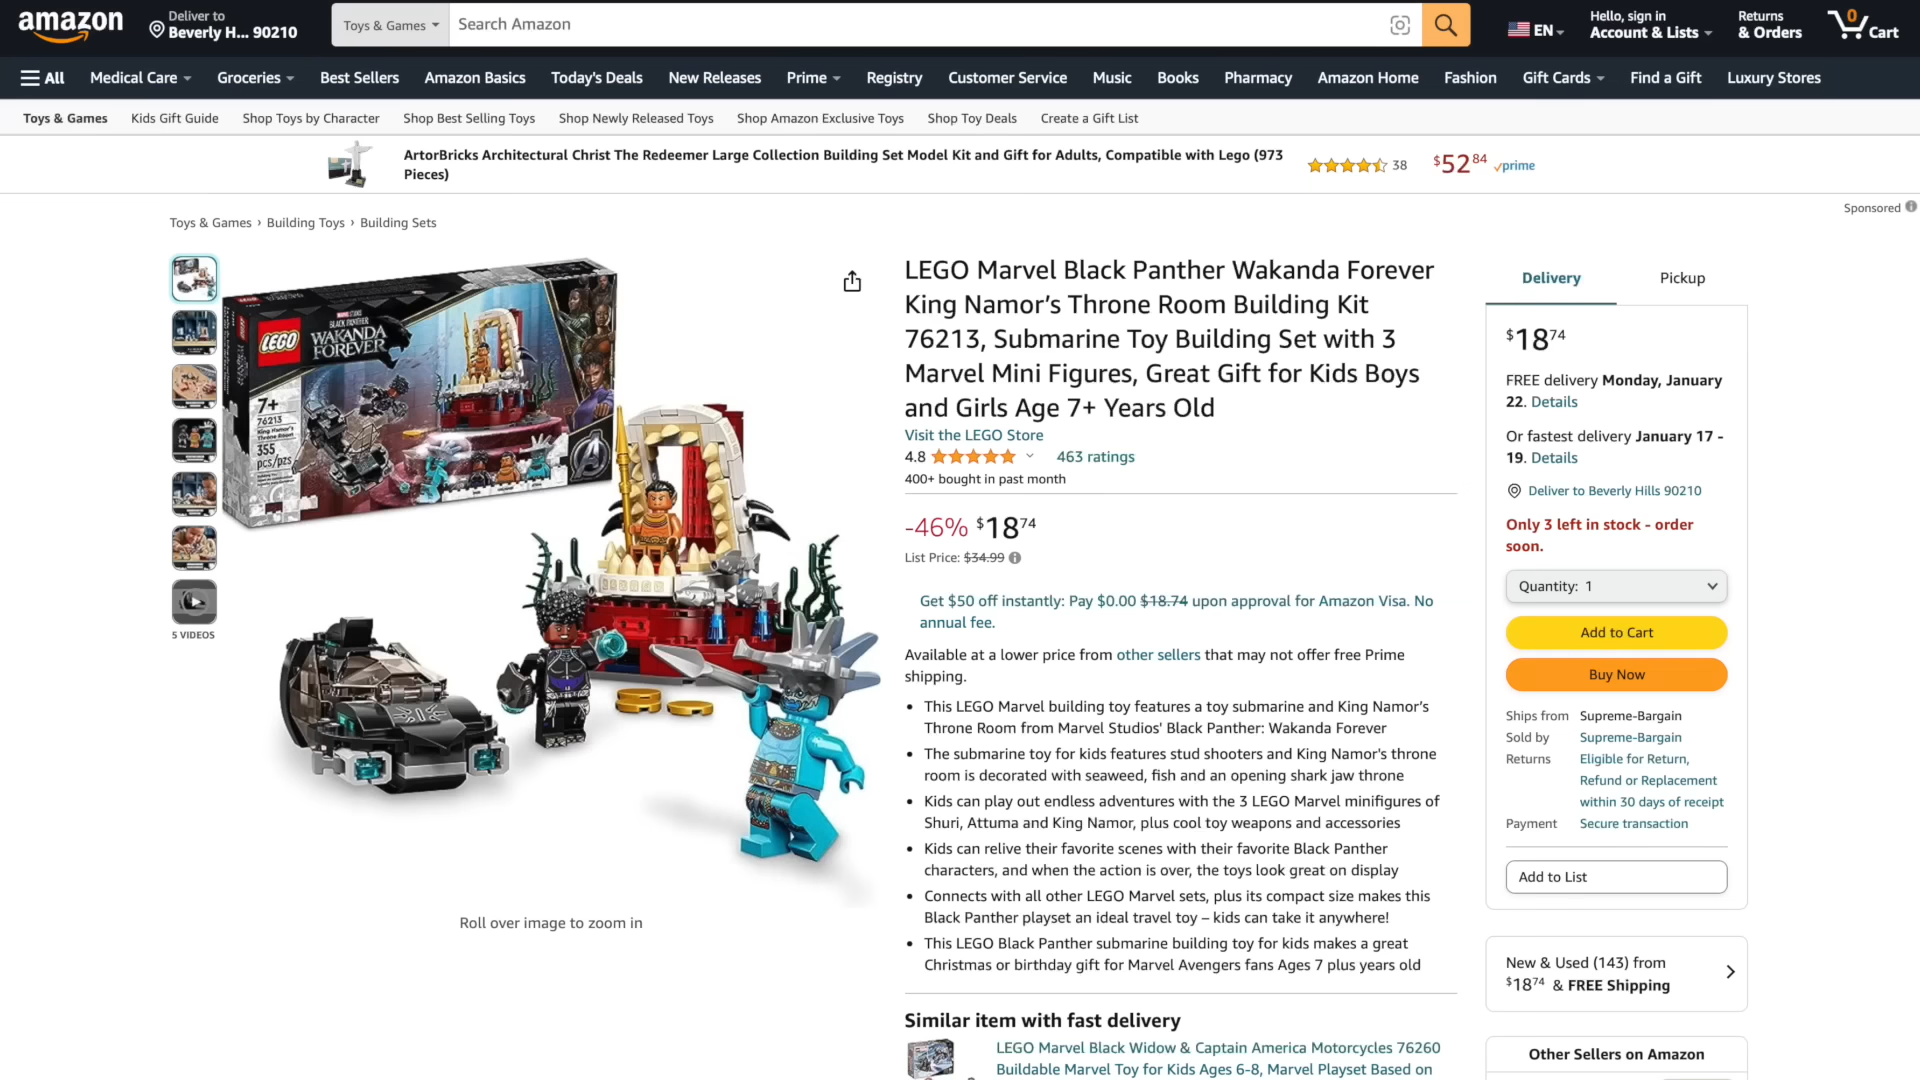 amazon
Deliver to
Beverly H... 90210
Toys & Games
Search Amazon
EN
Hello, sign in
Account & Lists
Returns
& Orders
0
Cart
All
Medical Care
Groceries
Best Sellers
Amazon Basics
Today's Deals
New Releases
Prime
Registry
Customer Service
Music
Books
Pharmacy
Amazon Home
Fashion
Gift Cards
Find a Gift
Luxury Stores
Toys & Games
Kids Gift Guide
Shop Toys by Character
Shop Best Selling Toys
Shop Newly Released Toys
Shop Amazon Exclusive Toys
Shop Toy Deals
Create a Gift List
ArtorBricks Architectural Christ The Redeemer Large Collection Building Set Model Kit and Gift for Adults, Compatible with Lego (973
Pieces)
38
$52 84
prime
Sponsored
Toys & Games › Building Toys › Building Sets
LEGO
MARVEL STUDIOS
BLACK PANTHER
WAKANDA
FOREVER
7+
76213
King Namor's
Throne Room
355
pcs/pzs
5 VIDEOS
Roll over image to zoom in
LEGO Marvel Black Panther Wakanda Forever
King Namor’s Throne Room Building Kit
76213, Submarine Toy Building Set with 3
Marvel Mini Figures, Great Gift for Kids Boys
and Girls Age 7+ Years Old
Visit the LEGO Store
4.8
463 ratings
400+ bought in past month
-46% $18 74
List Price: $34.99
Get $50 off instantly: Pay $0.00 $18.74 upon approval for Amazon Visa. No
annual fee.
Available at a lower price from other sellers that may not offer free Prime
shipping.
• This LEGO Marvel building toy features a toy submarine and King Namor’s
Throne Room from Marvel Studios' Black Panther: Wakanda Forever
• The submarine toy for kids features stud shooters and King Namor’s throne
room is decorated with seaweed, fish and an opening shark jaw throne
• Kids can play out endless adventures with the 3 LEGO Marvel minifigures of
Shuri, Attuma and King Namor, plus cool toy weapons and accessories
• Kids can relive their favorite scenes with their favorite Black Panther
characters, and when the action is over, the toys look great on display
• Connects with all other LEGO Marvel sets, plus its compact size makes this
Black Panther playset an ideal travel toy – kids can take it anywhere!
• This LEGO Black Panther submarine building toy for kids makes a great
Christmas or birthday gift for Marvel Avengers fans Ages 7 plus years old
Similar item with fast delivery
LEGO Marvel Black Widow & Captain America Motorcycles 76260
Buildable Marvel Toy for Kids Ages 6-8, Marvel Playset Based on
Delivery
Pickup
$18 74
FREE delivery Monday, January
22. Details
Or fastest delivery January 17 -
19. Details
Deliver to Beverly Hills 90210
Only 3 left in stock - order
soon.
Quantity: 1
Add to Cart
Buy Now
Ships from Supreme-Bargain
Sold by Supreme-Bargain
Returns Eligible for Return,
Refund or Replacement
within 30 days of receipt
Payment Secure transaction
Add to List
New & Used (143) from
$18 74 & FREE Shipping
Other Sellers on Amazon